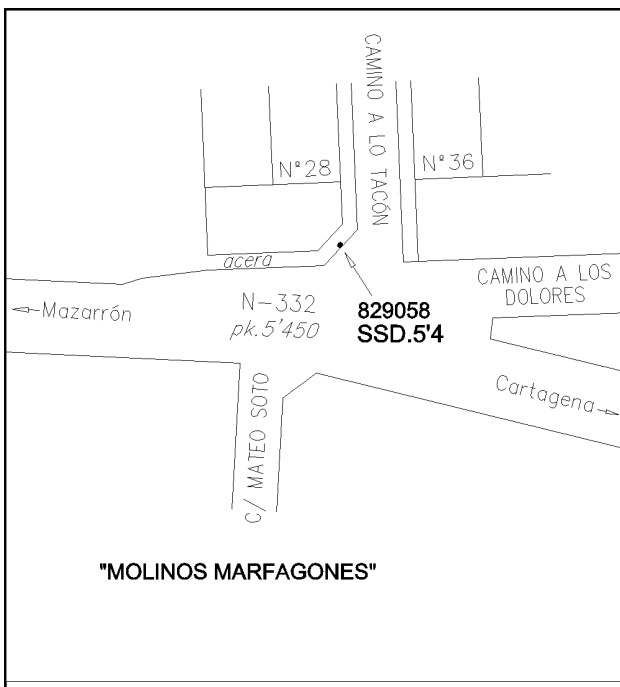 CAMINO A LO TACÓN
Nº28
Nº36
acera
CAMINO A LOS
DOLORES
←Mazarrón
N-332
pk.5'450
829058
SSD.5'4
Cartagena→
C/ MATEO SOTO
"MOLINOS MARFAGONES"